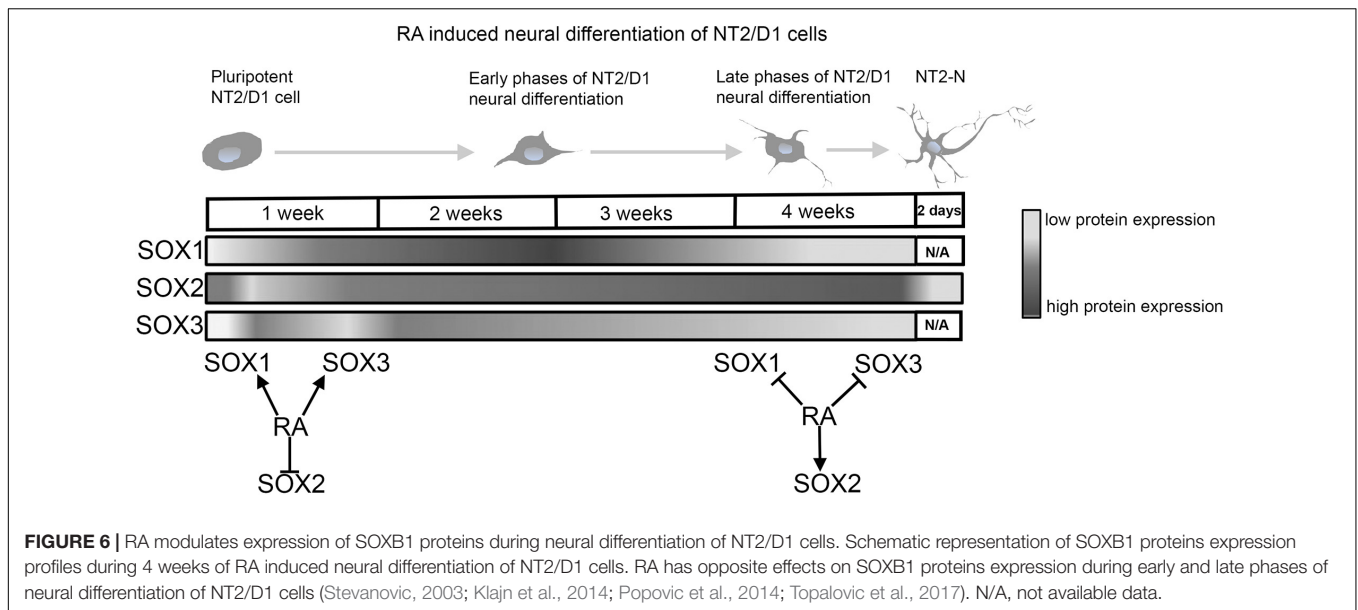 RA induced neural differentiation of NT2/D1 cells
Pluripotent
NT2/D1 cell
Early phases of NT2/D1
neural differentiation
Late phases of NT2/D1
neural differentiation
NT2-N
1 week
2 weeks
3 weeks
4 weeks
2 days
SOX1
N/A
SOX2
SOX3
N/A
low protein expression
high protein expression
SOX1
SOX3
RA
SOX2
SOX1
SOX3
RA
SOX2
FIGURE 6 | RA modulates expression of SOXB1 proteins during neural differentiation of NT2/D1 cells. Schematic representation of SOXB1 proteins expression
profiles during 4 weeks of RA induced neural differentiation of NT2/D1 cells. RA has opposite effects on SOXB1 proteins expression during early and late phases of
neural differentiation of NT2/D1 cells (Stevanovic, 2003; Klajn et al., 2014; Popovic et al., 2014; Topalovic et al., 2017). N/A, not available data.